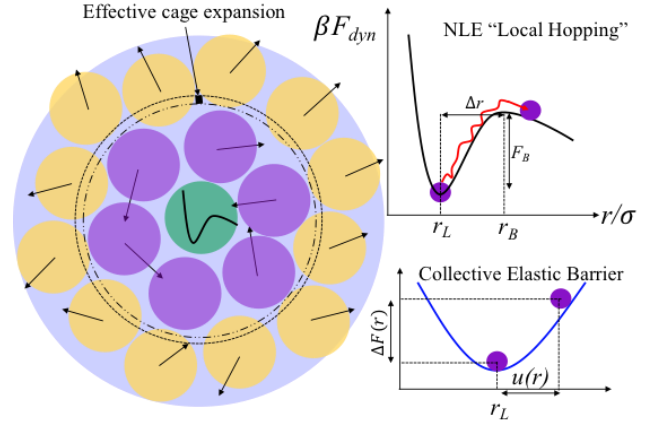 Effective cage expansion
βF_dyn
NLE “Local Hopping”
Δr
F_B
r_L
r_B
r/σ
Collective Elastic Barrier
ΔF(r)
u(r)
r_L